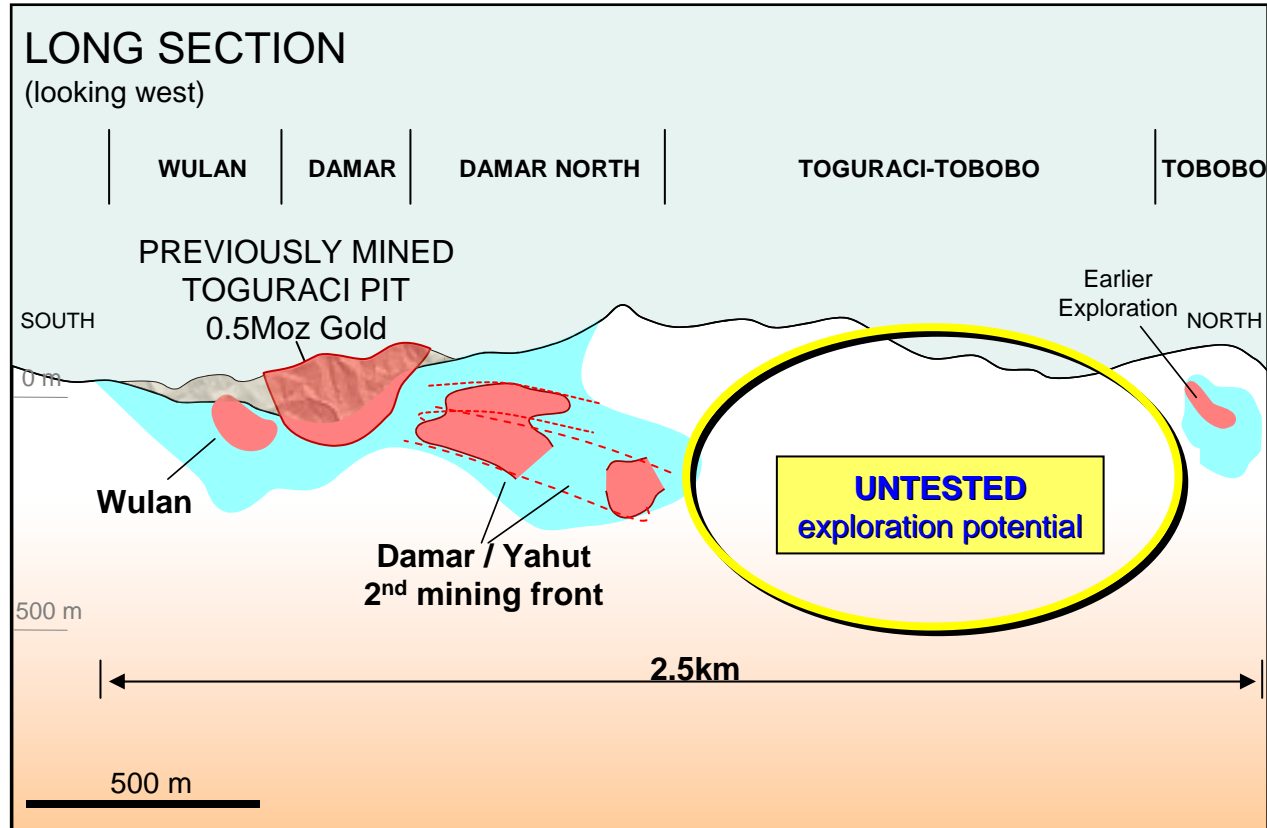 LONG SECTION
(looking west)
WULAN
DAMAR
DAMAR NORTH
TOGURACI-TOBOBO
TOBOBO
PREVIOUSLY MINED
TOGURACI PIT
0.5Moz Gold
Earlier
Exploration
SOUTH
NORTH
0 m
Wulan
UNTESTED
exploration potential
Damar / Yahut
2nd mining front
500 m
2.5km
500 m